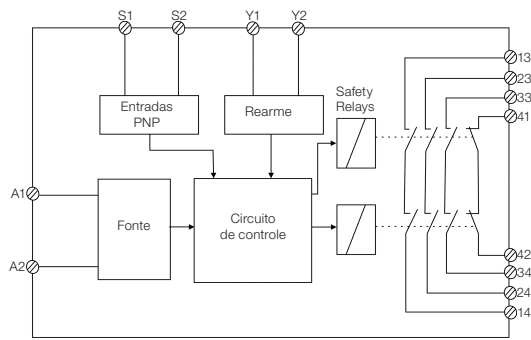 S1
S2
Y1
Y2
13
23
33
41
Entradas
PNP
Rearme
Safety
Relays
A1
A2
Fonte
Circuito
de controle
42
34
24
14